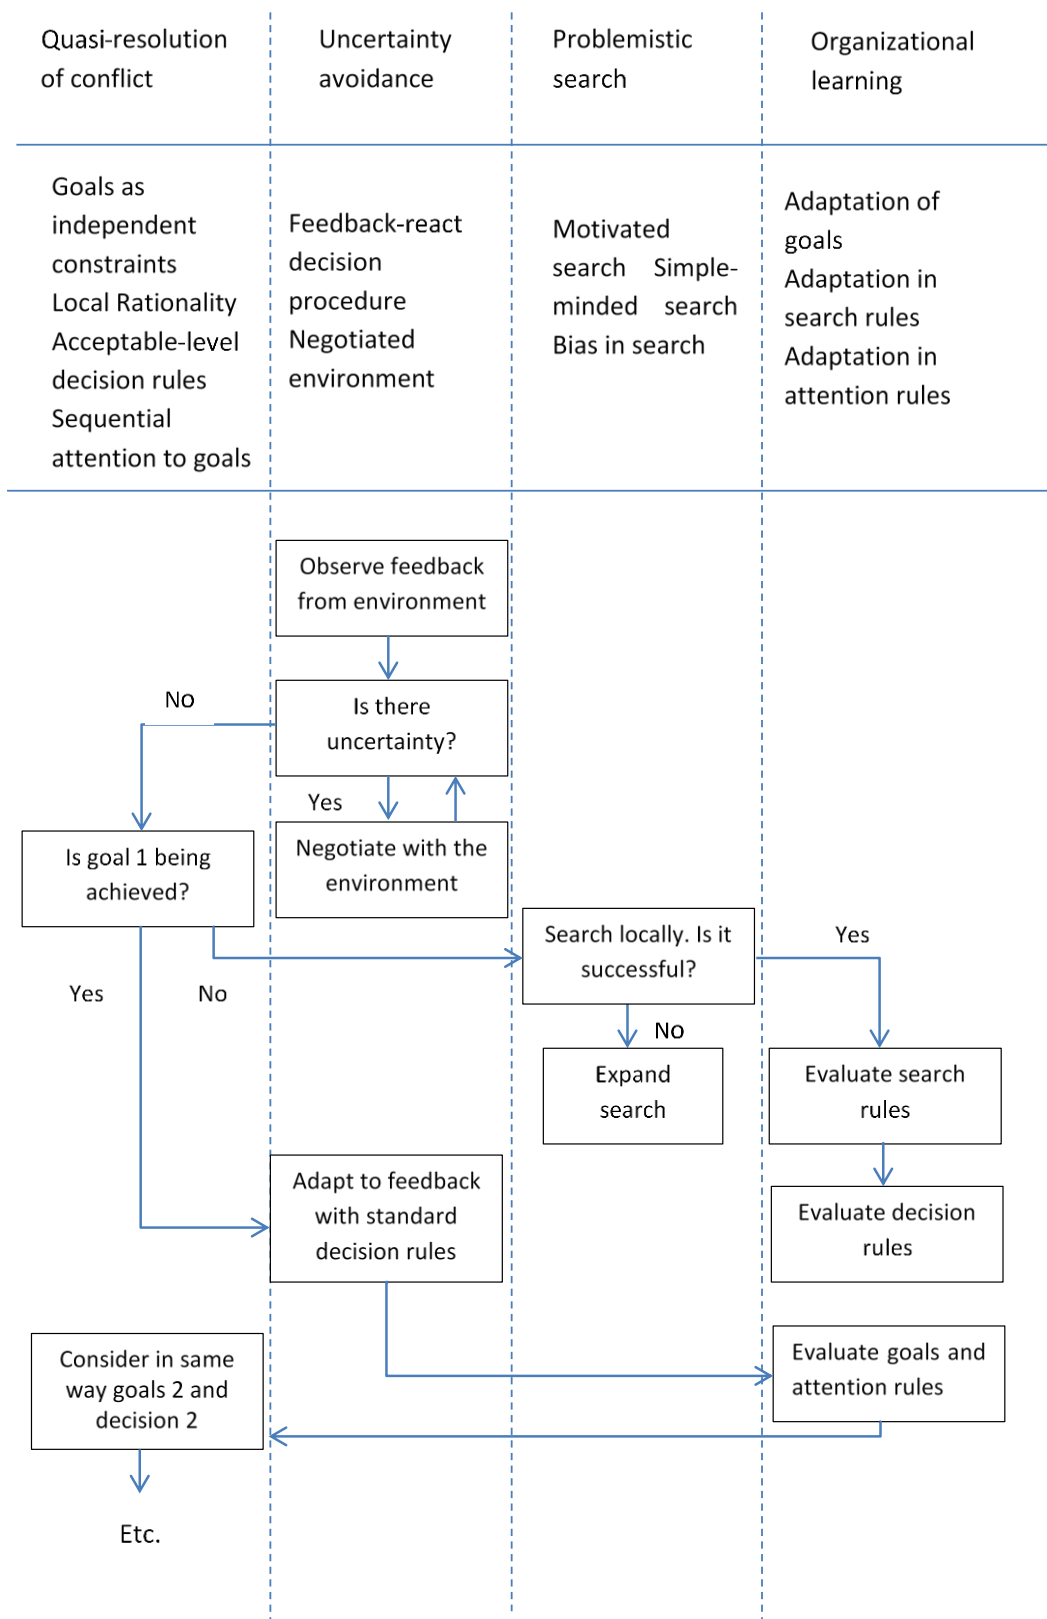 Quasi-resolution
of conflict
Uncertainty
avoidance
Problemistic
search
Organizational
learning
Goals as
independent
constraints
Local Rationality
Acceptable-level
decision rules
Sequential
attention to goals
Feedback-react
decision
procedure
Negotiated
environment
Motivated
search Simple-
minded search
Bias in search
Adaptation of
goals
Adaptation in
search rules
Adaptation in
attention rules
Observe feedback
from environment
No
Is there
uncertainty?
Yes
Is goal 1 being
achieved?
Negotiate with the
environment
Search locally. Is it
successful?
Yes
Yes
No
No
Expand
search
Evaluate search
rules
Adapt to feedback
with standard
decision rules
Evaluate decision
rules
Consider in same
way goals 2 and
decision 2
Evaluate goals and
attention rules
Etc.